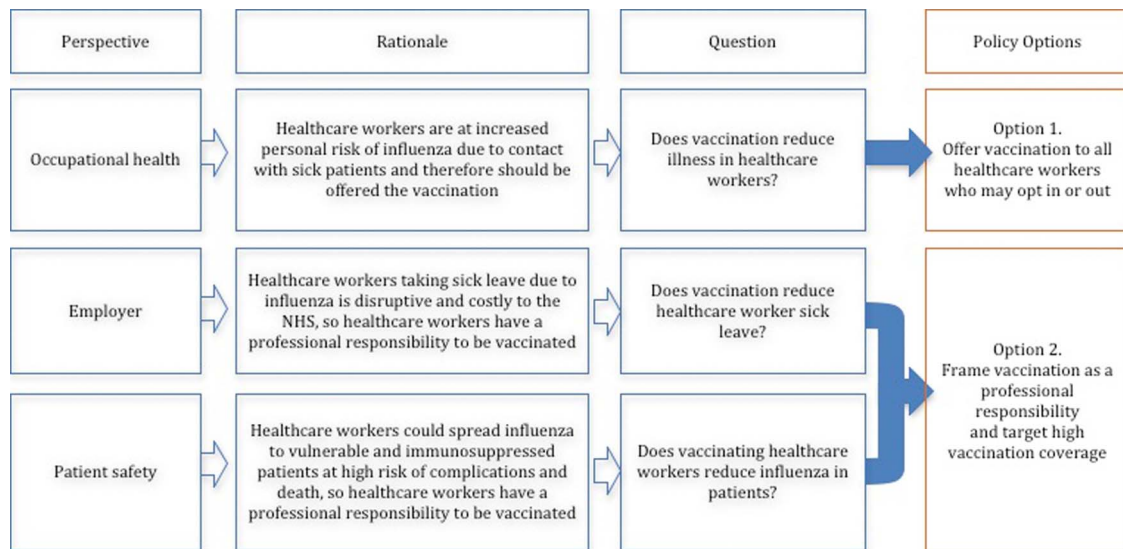 Perspective
Rationale
Question
Policy Options
Occupational health
Healthcare workers are at increased
personal risk of influenza due to contact
with sick patients and therefore should be
offered the vaccination
Does vaccination reduce
illness in healthcare
workers?
Option 1.
Offer vaccination to all
healthcare workers
who may opt in or out
Employer
Healthcare workers taking sick leave due to
influenza is disruptive and costly to the
NHS, so healthcare workers have a
professional responsibility to be vaccinated
Does vaccination reduce
healthcare worker sick
leave?
Option 2.
Frame vaccination as a
professional
responsibility
and target high
vaccination coverage
Patient safety
Healthcare workers could spread influenza
to vulnerable and immunosuppressed
patients at high risk of complications and
death, so healthcare workers have a
professional responsibility to be vaccinated
Does vaccinating healthcare
workers reduce influenza in
patients?